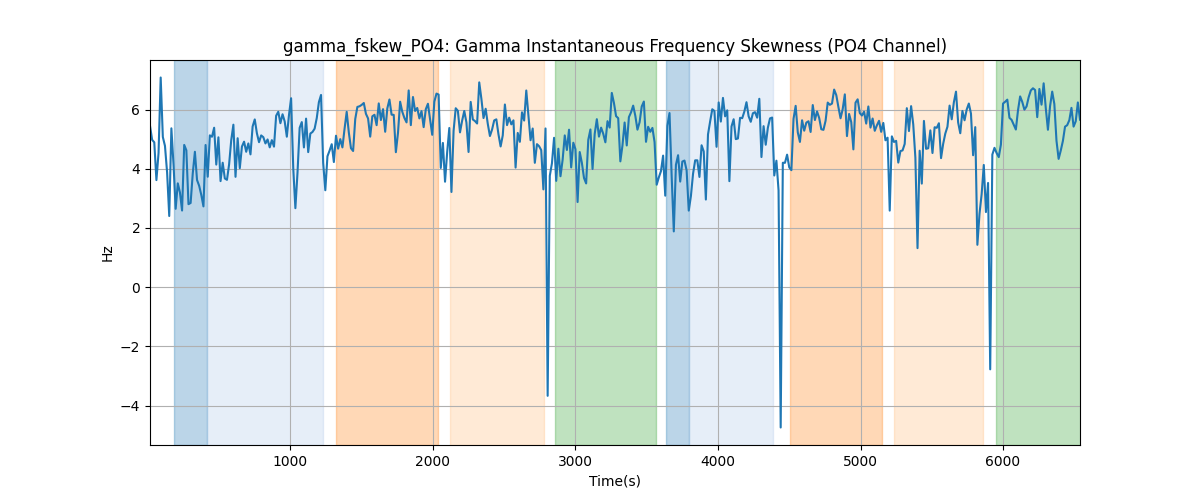 gamma_fskew_PO4: Gamma Instantaneous Frequency Skewness (PO4 Channel)
Hz
6
4
2
0
−2
−4
1000 2000 3000 4000 5000 6000
Time(s)